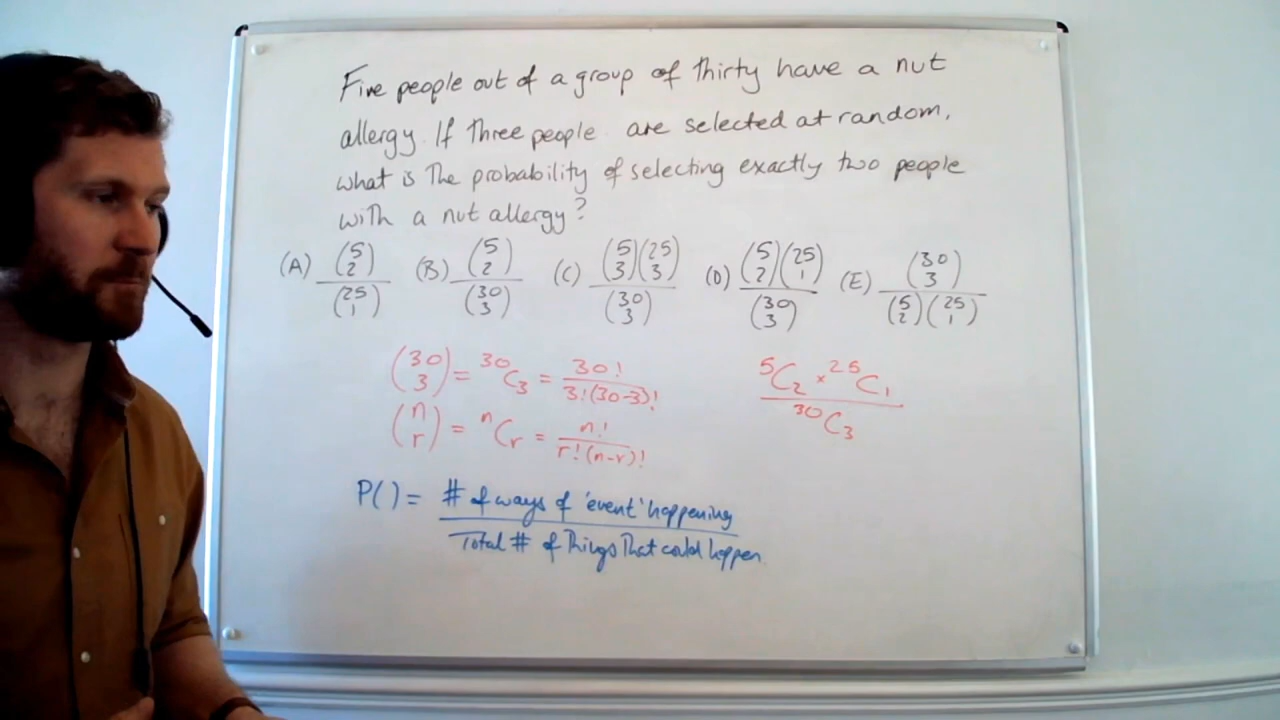 Five people out of a group of thirty have a nut
allergy. If three people are selected at random,
what is the probability of selecting exactly two people
with a nut allergy?
(A) (5 2) / (25 1) (B) (5 2) / (30 3) (C) (5 3)(25 3) / (30 3) (D) (5 2)(25 1) / (30 3) (E) (30 3) / (5 2)(25 1)
(30 3) = ³⁰C₃ = 30! / 3!(30-3)!
(n r) = ⁿCᵣ = n! / r!(n-r)!
⁵C₂ × ²⁵C₁ / ³⁰C₃
P( ) = # of ways of 'event' happening
Total # of Things That could happen